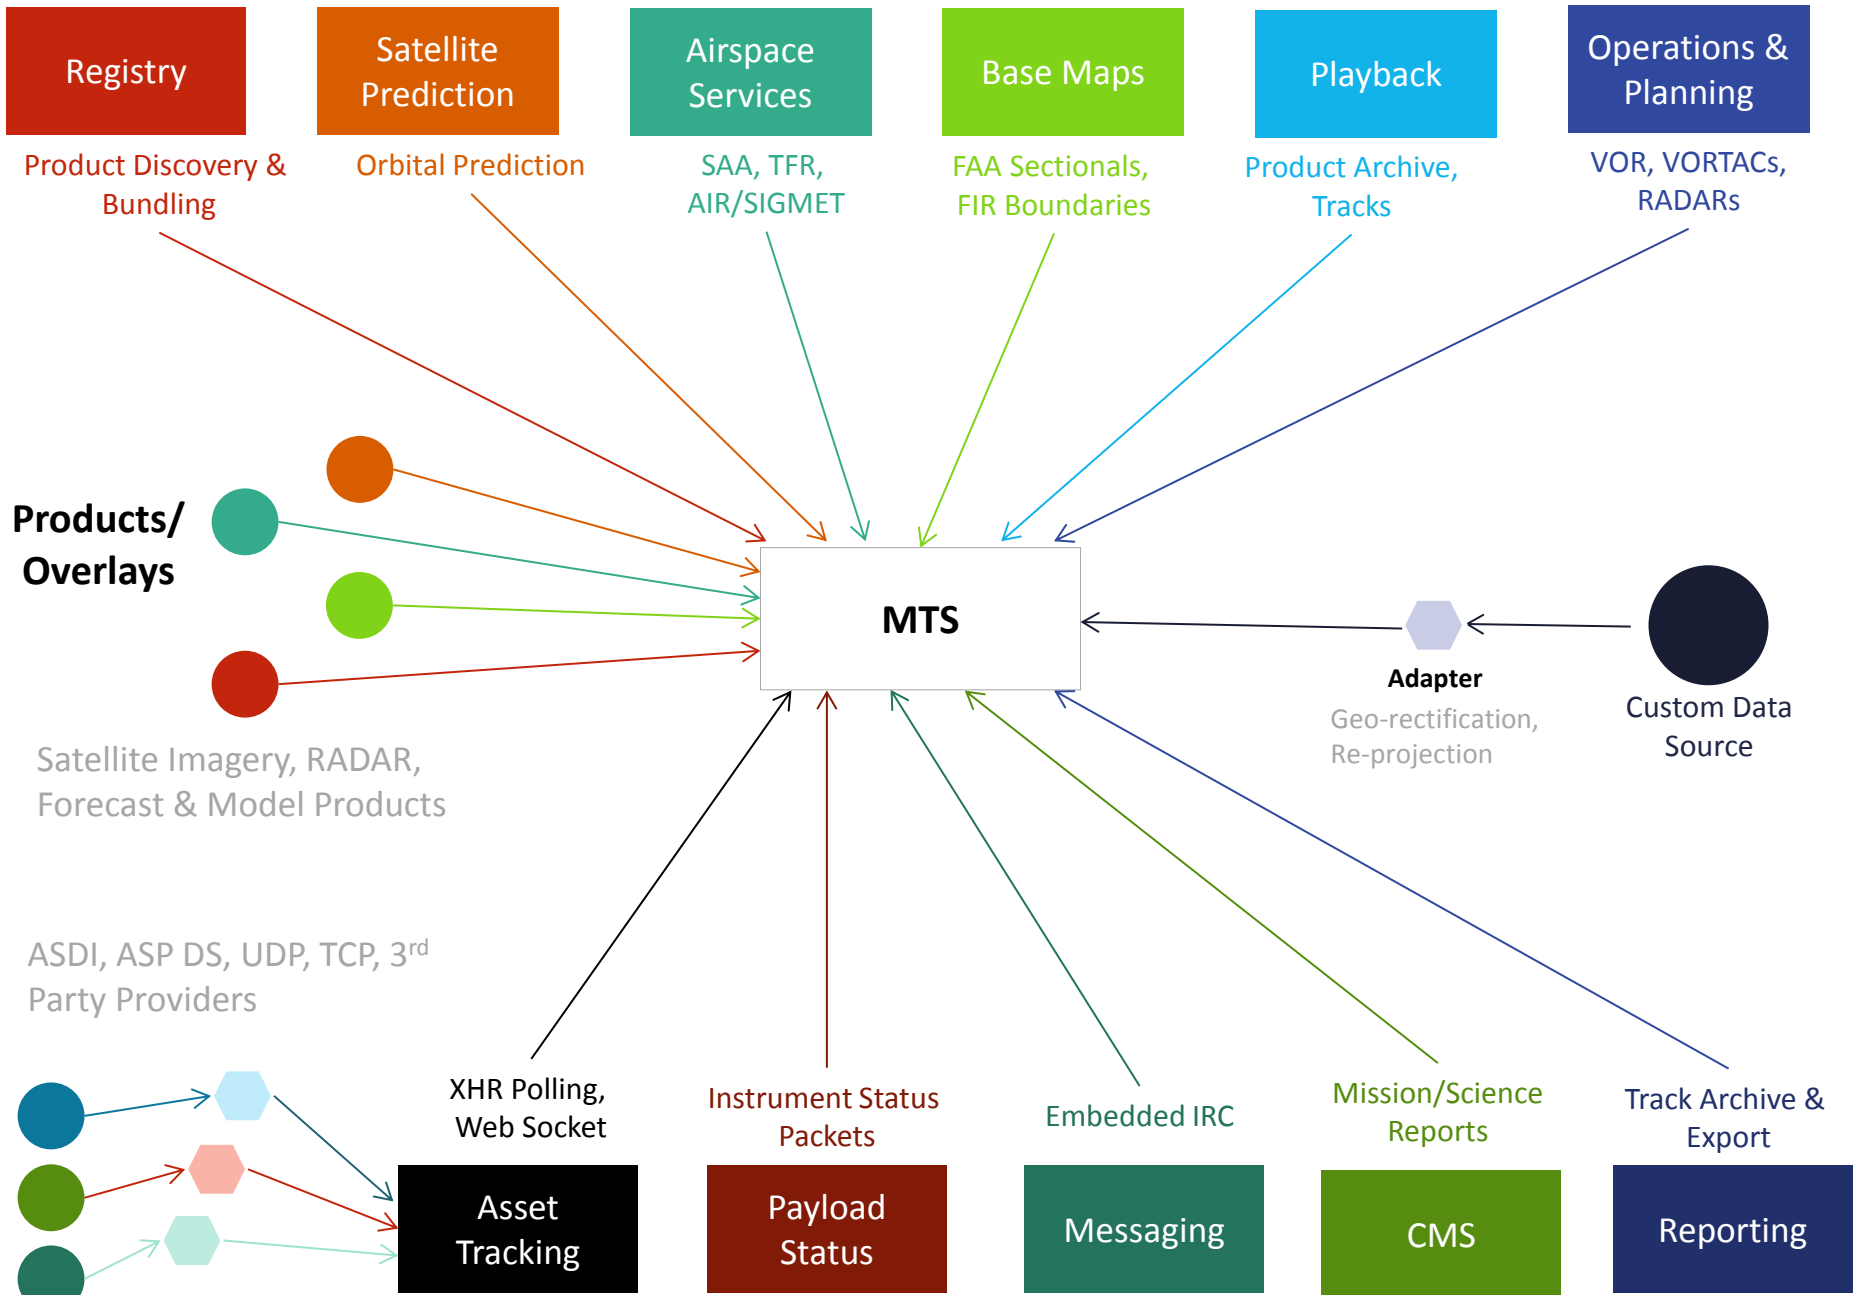 Registry
Satellite
Prediction
Airspace
Services
Base Maps
Playback
Operations &
Planning
Product Discovery &
Bundling
Orbital Prediction
SAA, TFR,
AIR/SIGMET
FAA Sectionals,
FIR Boundaries
Product Archive,
Tracks
VOR, VORTACs,
RADARs
Products/
Overlays
MTS
Adapter
Geo-rectification,
Re-projection
Custom Data
Source
Satellite Imagery, RADAR,
Forecast & Model Products
ASDI, ASP DS, UDP, TCP, 3rd
Party Providers
XHR Polling,
Web Socket
Instrument Status
Packets
Embedded IRC
Mission/Science
Reports
Track Archive &
Export
Asset
Tracking
Payload
Status
Messaging
CMS
Reporting